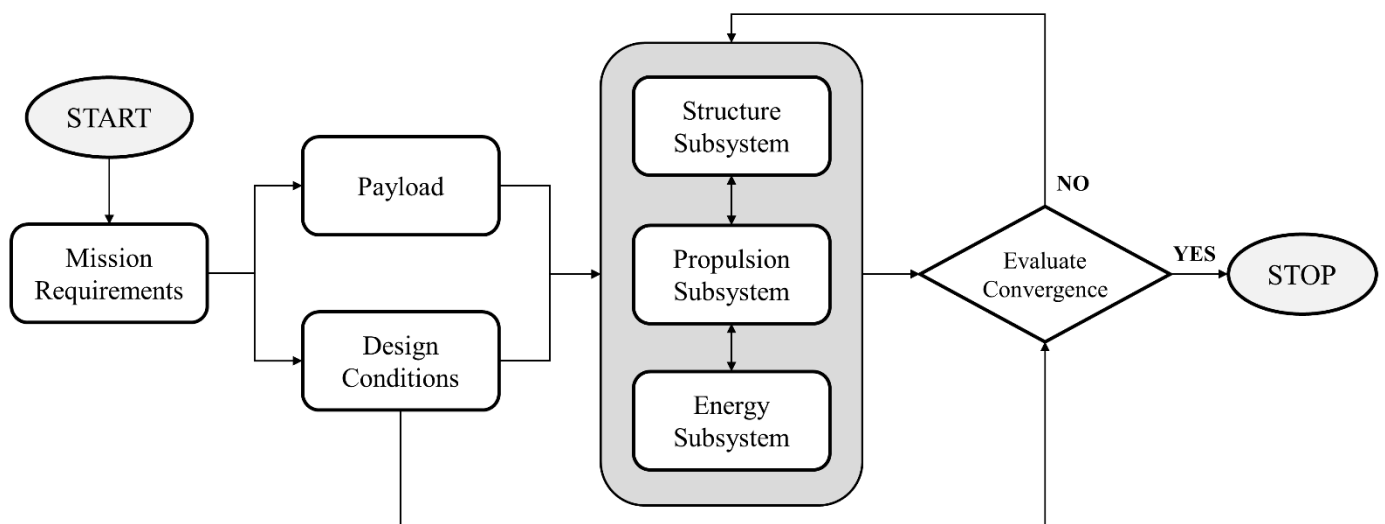 START
Mission
Requirements
Payload
Design
Conditions
Structure
Subsystem
Propulsion
Subsystem
Energy
Subsystem
NO
Evaluate
Convergence
YES
STOP